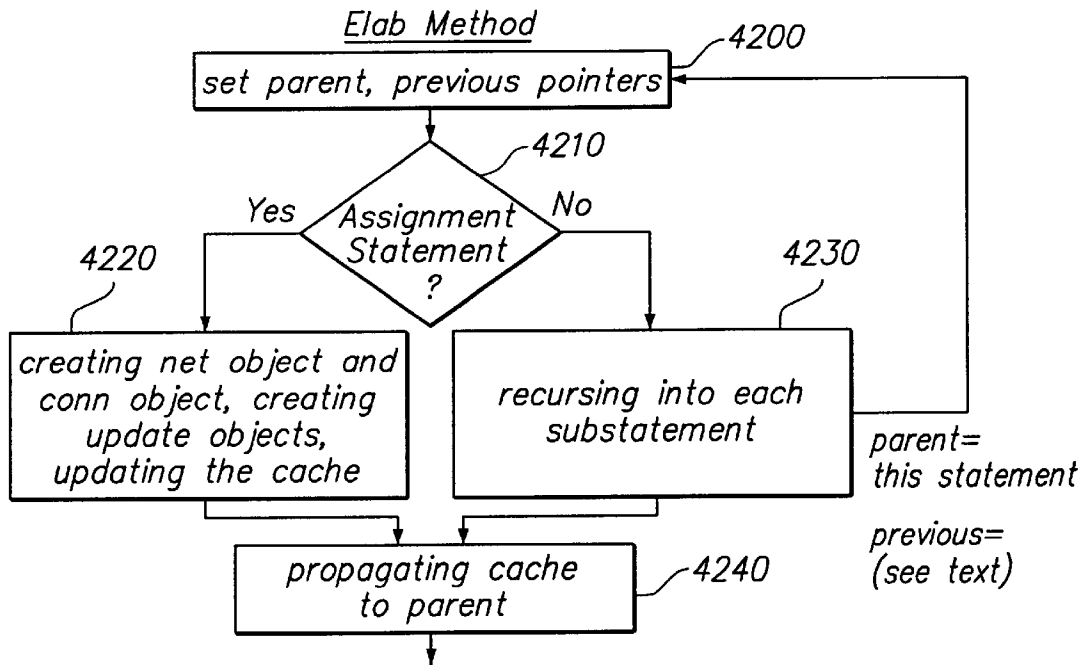 Elab Method
4200
set parent, previous pointers
4210
Yes
No
Assignment
Statement
?
4220
4230
creating net object and
conn object, creating
update objects,
updating the cache
recursing into each
substatement
parent=
this statement
previous=
(see text)
propagating cache
to parent
4240